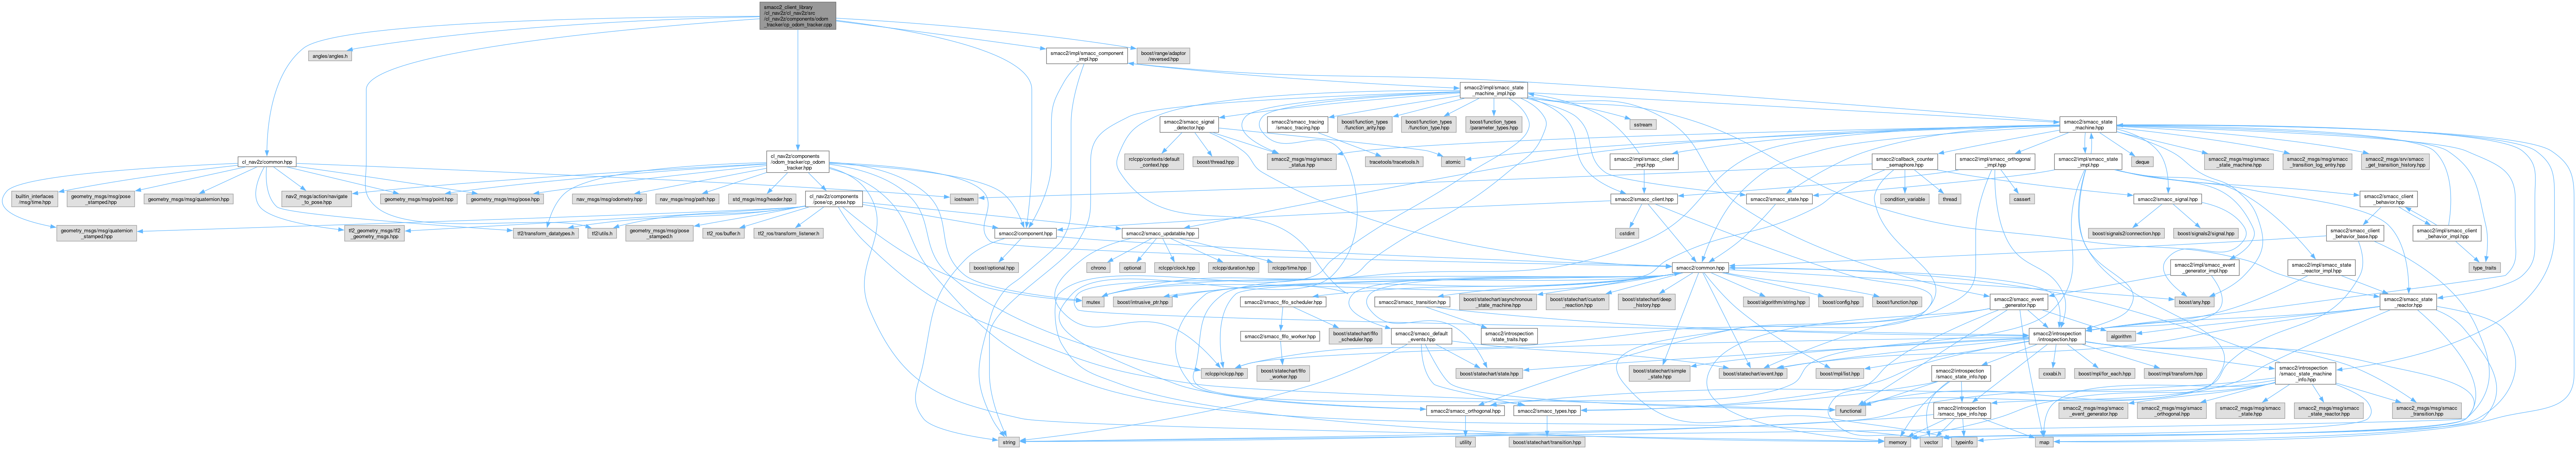 smacc2_client_library
/cl_nav2z/cl_nav2z/src
/cl_nav2z/components/odom
_tracker/cp_odom_tracker.cpp
angles/angles.h
smacc2/impl/smacc_component
_impl.hpp
boost/range/adaptor
/reversed.hpp
smacc2/impl/smacc_state
_machine_impl.hpp
smacc2/smacc_signal
_detector.hpp
smacc2/smacc_tracing
/smacc_tracing.hpp
boost/function_types
/function_arity.hpp
boost/function_types
/function_type.hpp
boost/function_types
/parameter_types.hpp
sstream
smacc2/smacc_state
_machine.hpp
cl_nav2z/common.hpp
cl_nav2z/components
/odom_tracker/cp_odom
_tracker.hpp
rclcpp/contexts/default
_context.hpp
boost/thread.hpp
smacc2_msgs/msg/smacc
_status.hpp
atomic
tracetools/tracetools.h
smacc2/impl/smacc_client
_impl.hpp
smacc2/callback_counter
_semaphore.hpp
smacc2/impl/smacc_orthogonal
_impl.hpp
smacc2/impl/smacc_state
_impl.hpp
deque
smacc2_msgs/msg/smacc
_state_machine.hpp
smacc2_msgs/msg/smacc
_transition_log_entry.hpp
smacc2_msgs/srv/smacc
_get_transition_history.hpp
builtin_interfaces
/msg/time.hpp
geometry_msgs/msg/pose
_stamped.hpp
geometry_msgs/msg/quaternion.hpp
nav2_msgs/action/navigate
_to_pose.hpp
geometry_msgs/msg/point.hpp
geometry_msgs/msg/pose.hpp
nav_msgs/msg/odometry.hpp
nav_msgs/msg/path.hpp
std_msgs/msg/header.hpp
cl_nav2z/components
/pose/cp_pose.hpp
iostream
smacc2/smacc_client.hpp
smacc2/smacc_state.hpp
condition_variable
thread
cassert
smacc2/smacc_signal.hpp
smacc2/smacc_client
_behavior.hpp
geometry_msgs/msg/quaternion
_stamped.hpp
tf2_geometry_msgs/tf2
_geometry_msgs.hpp
tf2/transform_datatypes.h
tf2/utils.h
geometry_msgs/msg/pose
_stamped.h
tf2_ros/buffer.h
tf2_ros/transform_listener.h
smacc2/component.hpp
smacc2/smacc_updatable.hpp
cstdint
boost/signals2/connection.hpp
boost/signals2/signal.hpp
smacc2/smacc_client
_behavior_base.hpp
smacc2/impl/smacc_client
_behavior_impl.hpp
boost/optional.hpp
chrono
optional
rclcpp/clock.hpp
rclcpp/duration.hpp
rclcpp/time.hpp
smacc2/common.hpp
smacc2/impl/smacc_event
_generator_impl.hpp
smacc2/impl/smacc_state
_reactor_impl.hpp
type_traits
mutex
boost/intrusive_ptr.hpp
smacc2/smacc_fifo_scheduler.hpp
smacc2/smacc_transition.hpp
boost/statechart/asynchronous
_state_machine.hpp
boost/statechart/custom
_reaction.hpp
boost/statechart/deep
_history.hpp
boost/algorithm/string.hpp
boost/config.hpp
boost/function.hpp
smacc2/smacc_event
_generator.hpp
boost/any.hpp
smacc2/smacc_state
_reactor.hpp
smacc2/smacc_fifo_worker.hpp
boost/statechart/fifo
_scheduler.hpp
smacc2/smacc_default
_events.hpp
smacc2/introspection
/state_traits.hpp
smacc2/introspection
/introspection.hpp
algorithm
rclcpp/rclcpp.hpp
boost/statechart/fifo
_worker.hpp
boost/statechart/state.hpp
boost/statechart/simple
_state.hpp
boost/statechart/event.hpp
boost/mpl/list.hpp
smacc2/introspection
/smacc_state_info.hpp
cxxabi.h
boost/mpl/for_each.hpp
boost/mpl/transform.hpp
smacc2/introspection
/smacc_state_machine
_info.hpp
smacc2/smacc_orthogonal.hpp
smacc2/smacc_types.hpp
functional
smacc2/introspection
/smacc_type_info.hpp
smacc2_msgs/msg/smacc
_event_generator.hpp
smacc2_msgs/msg/smacc
_orthogonal.hpp
smacc2_msgs/msg/smacc
_state.hpp
smacc2_msgs/msg/smacc
_state_reactor.hpp
smacc2_msgs/msg/smacc
_transition.hpp
string
utility
boost/statechart/transition.hpp
memory
vector
typeinfo
map